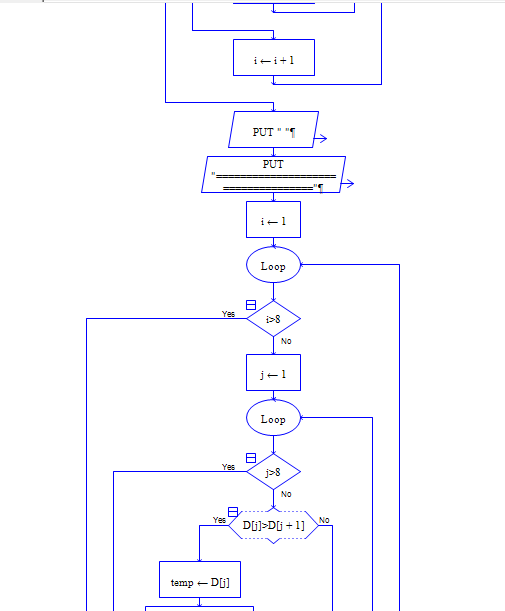 i ← i + 1
PUT " "¶
PUT
"====================
===============" ¶
i ← 1
Loop
Yes
i>8
No
j ← 1
Loop
Yes
j>8
No
Yes
D[j]>D[j + 1]
No
temp ← D[j]